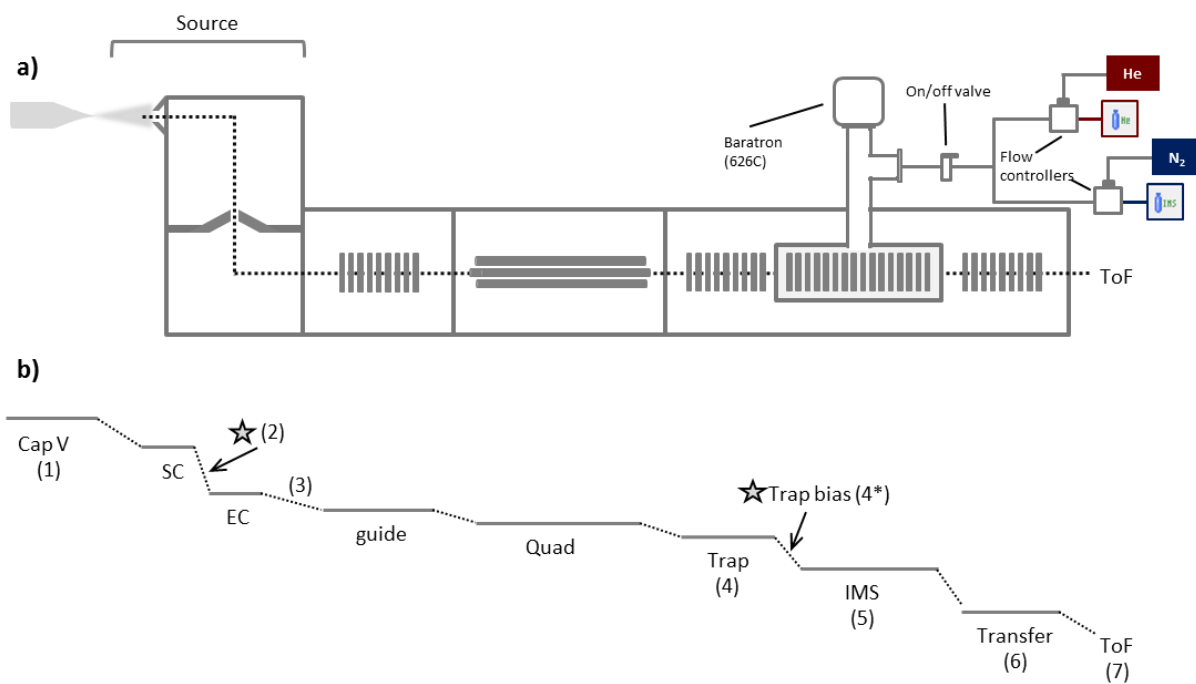 Source
a)
He
On/off valve
He
Baratron
(626C)
Flow
controllers
N₂
IMS
ToF
b)
(2)
Cap V
(1)
SC
(3)
Trap bias (4*)
EC
guide
Quad
Trap
(4)
IMS
(5)
Transfer
(6)
ToF
(7)